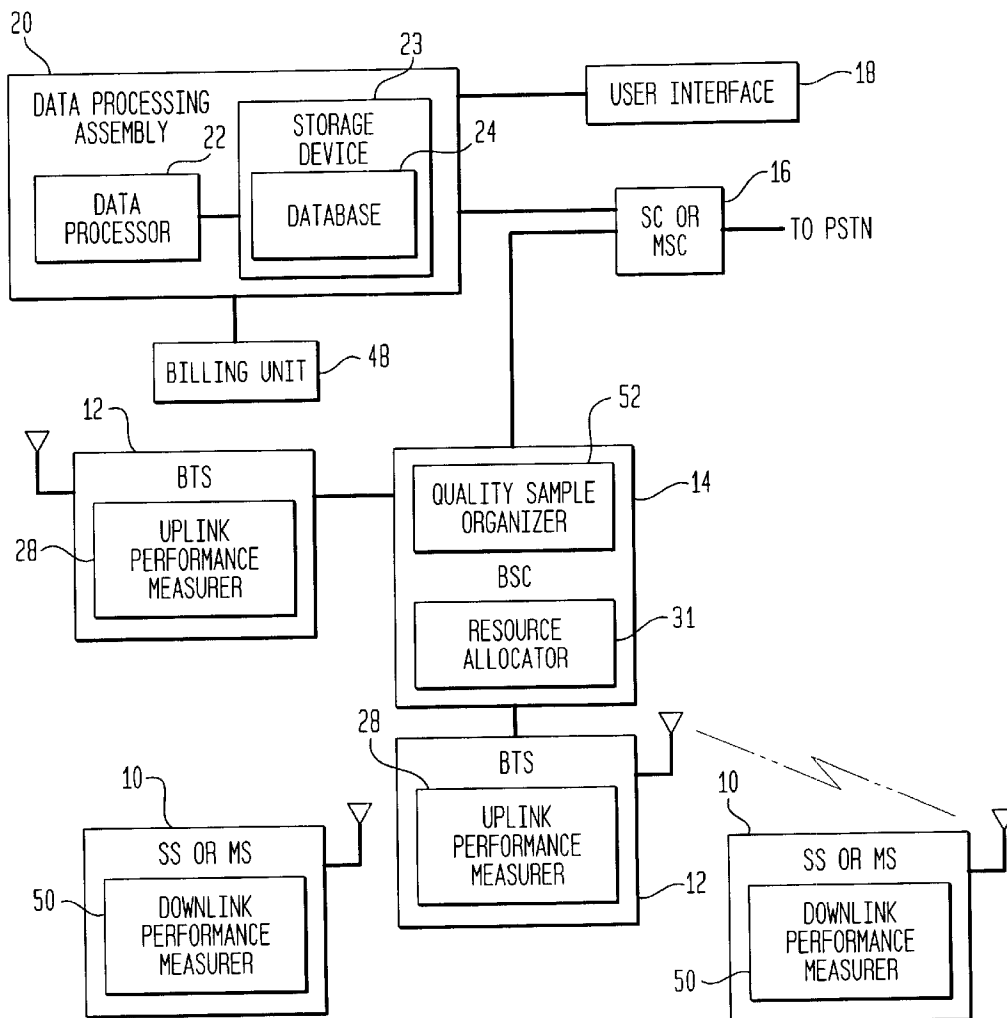 20
DATA PROCESSING
ASSEMBLY
22
DATA
PROCESSOR
23
STORAGE
DEVICE
24
DATABASE
USER INTERFACE
18
16
SC OR
MSC
TO PSTN
BILLING UNIT
48
12
BTS
28
UPLINK
PERFORMANCE
MEASURER
52
QUALITY SAMPLE
ORGANIZER
14
BSC
RESOURCE
ALLOCATOR
31
28
BTS
UPLINK
PERFORMANCE
MEASURER
12
10
SS OR MS
50
DOWNLINK
PERFORMANCE
MEASURER
10
SS OR MS
50
DOWNLINK
PERFORMANCE
MEASURER